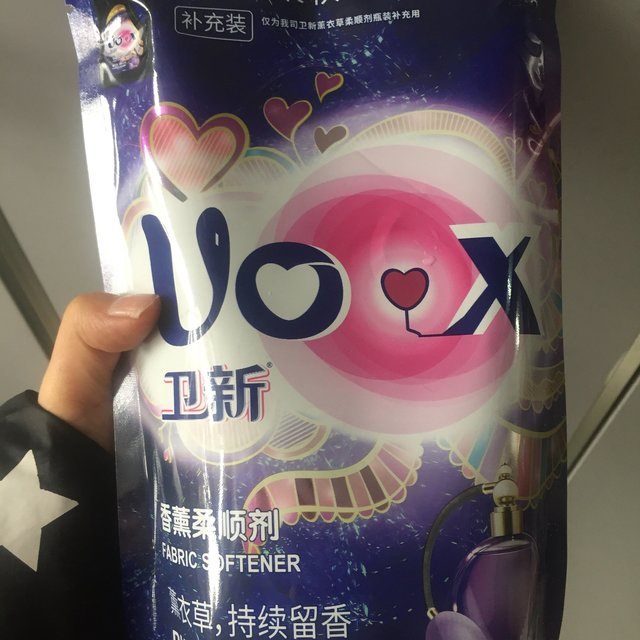 补充装
仅为我司卫新薰衣草柔顺剂瓶装补充用
Voox
卫新®
香薰柔顺剂
FABRIC SOFTENER
薰衣草，持续留香